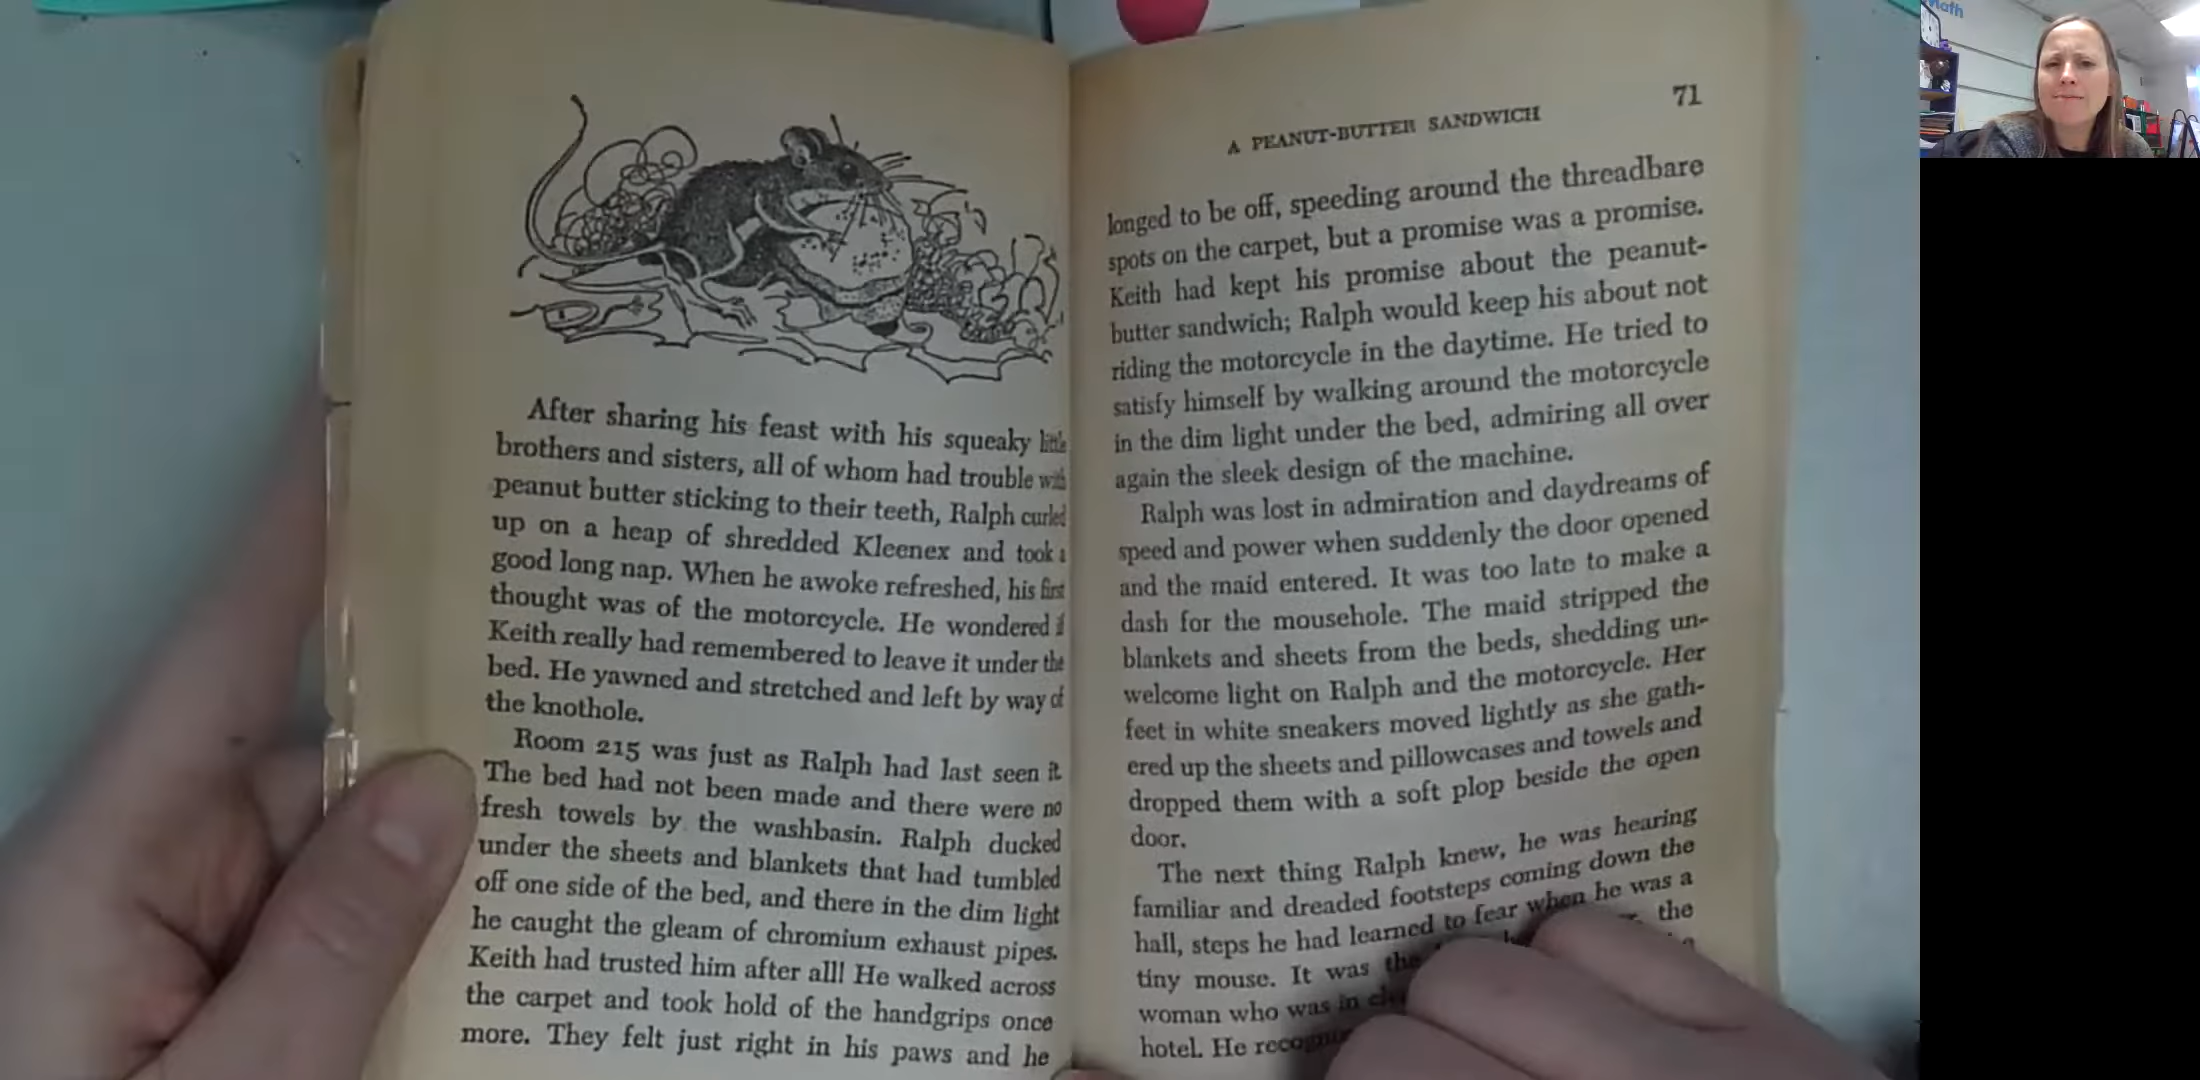 After sharing his feast with his squeaky little
brothers and sisters, all of whom had trouble with
peanut butter sticking to their teeth, Ralph curled
up on a heap of shredded Kleenex and took a
good long nap. When he awoke refreshed, his first
thought was of the motorcycle. He wondered if
Keith really had remembered to leave it under the
bed. He yawned and stretched and left by way of
the knothole.
Room 215 was just as Ralph had last seen it.
The bed had not been made and there were no
fresh towels by the washbasin. Ralph ducked
under the sheets and blankets that had tumbled
off one side of the bed, and there in the dim light
he caught the gleam of chromium exhaust pipes.
Keith had trusted him after all! He walked across
the carpet and took hold of the handgrips once
more. They felt just right in his paws and he
A PEANUT-BUTTER SANDWICH 71
longed to be off, speeding around the threadbare
spots on the carpet, but a promise was a promise.
Keith had kept his promise about the peanut-
butter sandwich; Ralph would keep his about not
riding the motorcycle in the daytime. He tried to
satisfy himself by walking around the motorcycle
in the dim light under the bed, admiring all over
again the sleek design of the machine.
Ralph was lost in admiration and daydreams of
speed and power when suddenly the door opened
and the maid entered. It was too late to make a
dash for the mousehole. The maid stripped the
blankets and sheets from the beds, shedding un-
welcome light on Ralph and the motorcycle. Her
feet in white sneakers moved lightly as she gath-
ered up the sheets and pillowcases and towels and
dropped them with a soft plop beside the open
door.
The next thing Ralph knew, he was hearing
familiar and dreaded footsteps coming down the
hall, steps he had learned to fear when he was a
tiny mouse. It was the the
woman who was in
hotel. He
Math